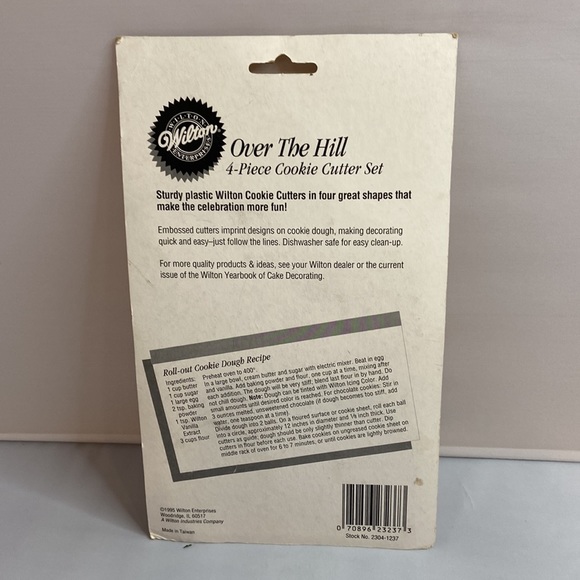 WILTON
Wilton
ENTERPRISES
Over The Hill
4-Piece Cookie Cutter Set
Sturdy plastic Wilton Cookie Cutters in four great shapes that
make the celebration more fun!
Embossed cutters imprint designs on cookie dough, making decorating
quick and easy–just follow the lines. Dishwasher safe for easy clean-up.
For more quality products & ideas, see your Wilton dealer or the current
issue of the Wilton Yearbook of Cake Decorating.
Roll-out Cookie Dough Recipe
Ingredients:
1 cup butter
1 cup sugar
1 large egg
2 tsp. baking
powder
1 tsp. Wilton
Vanilla
Extract
3 cups flour
Preheat oven to 400°.
In a large bowl, cream butter and sugar with electric mixer. Beat in egg
and vanilla. Add baking powder and flour, one cup at a time, mixing after
each addition. The dough will be very stiff; blend last flour in by hand. Do
not chill dough. Note: Dough can be tinted with Wilton Icing Color. Add
small amounts until desired color is reached. For Chocolate cookies: Stir in
3 ounces melted, unsweetened chocolate (if dough becomes too stiff, add
water, one teaspoon at a time).
Divide dough into 2 balls. On a floured surface or cookie sheet, roll each ball
into a circle, approximately 12 inches in diameter and 1/8 inch thick. Use
cutters as guide; dough should be only slightly thinner than cutter. Dip
cutters in flour before each use. Bake cookies on ungreased cookie sheet on
middle rack of oven for 6 to 7 minutes, or until cookies are lightly browned.
©1995 Wilton Enterprises
Woodridge, IL 60517
A Wilton Industries Company
Made in Taiwan
0 70896 23237 3
Stock No. 2304-1237